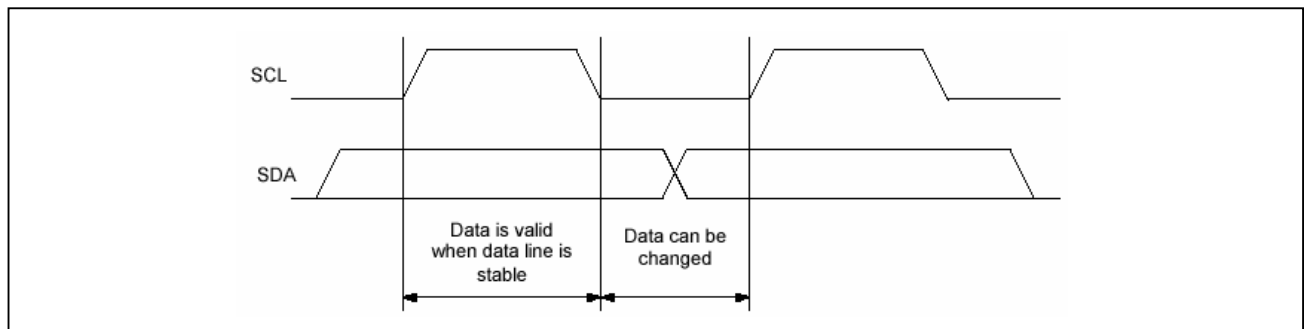 SCL
SDA
Data is valid
when data line is
stable
Data can be
changed